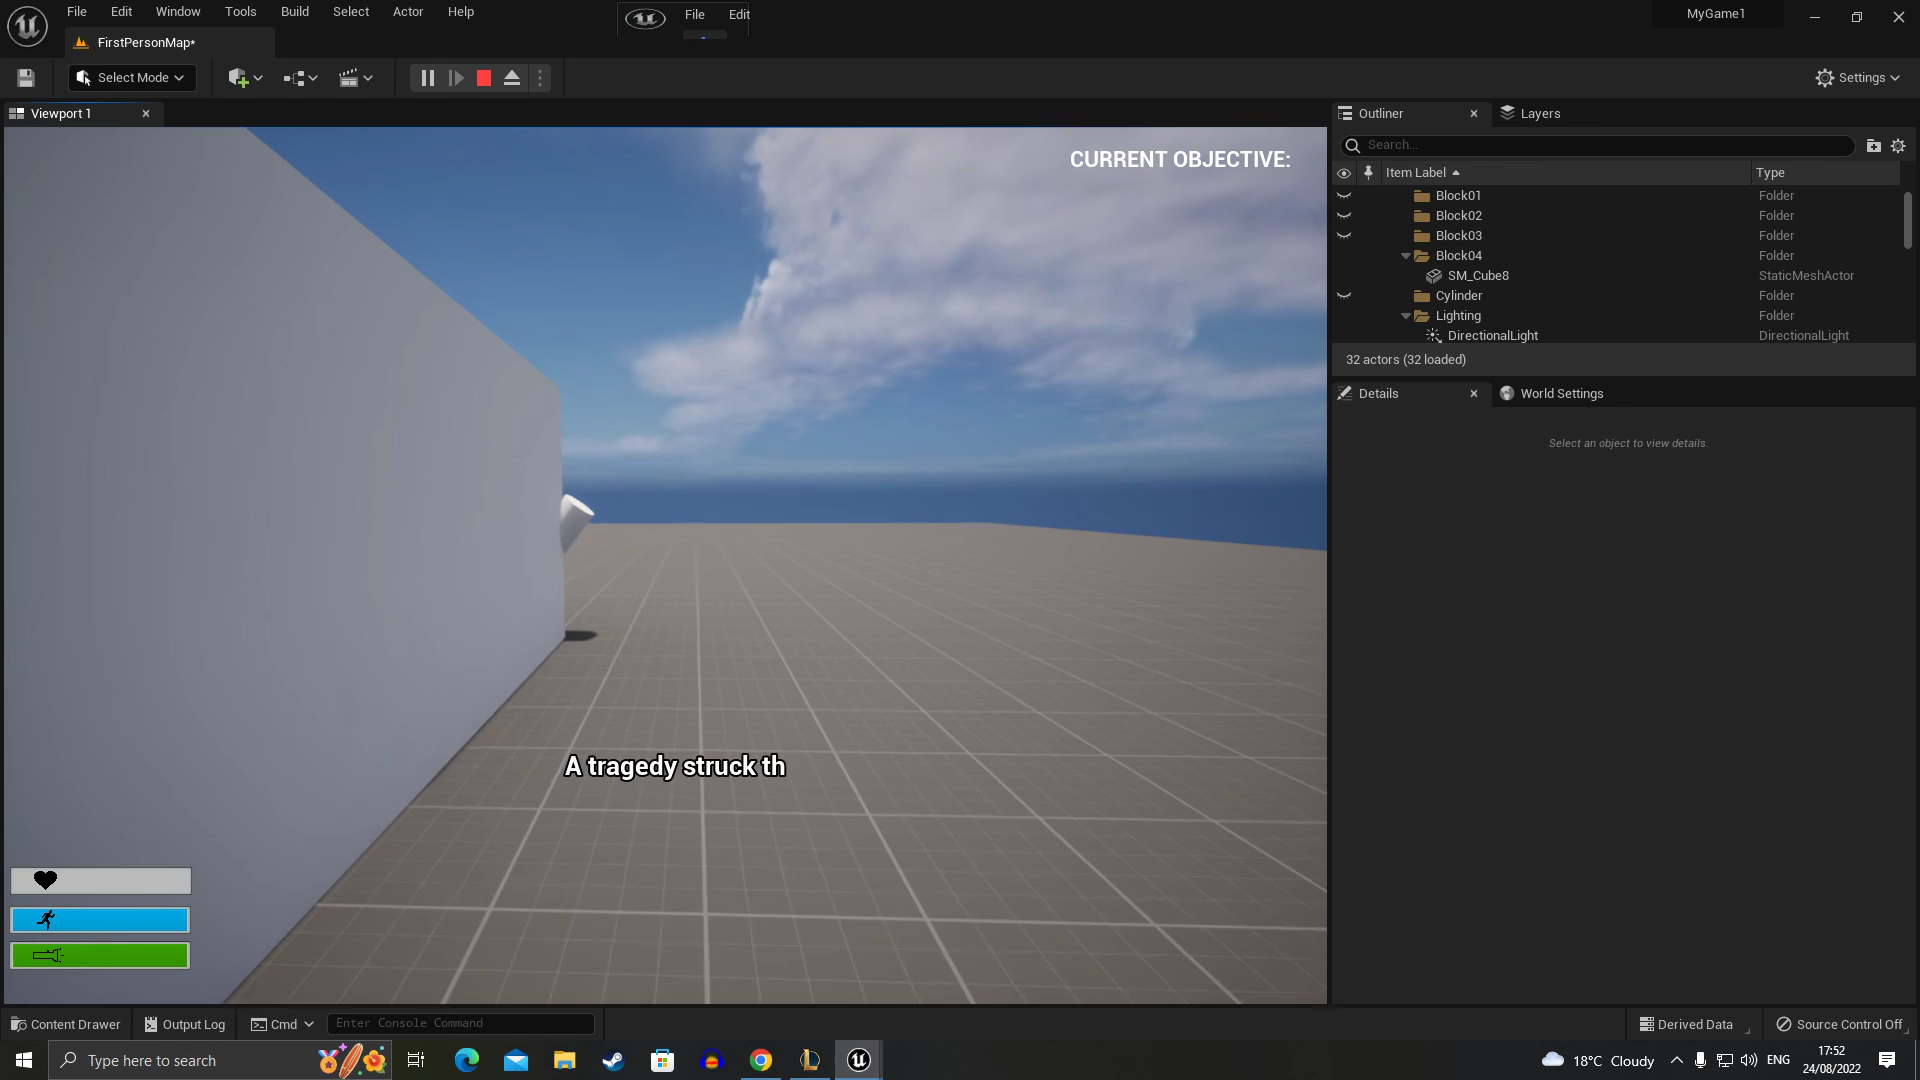 File Edit Window Tools Build Select Actor Help
File Edit
MyGame1
FirstPersonMap*
Select Mode
Settings
Viewport 1
Outliner
Layers
CURRENT OBJECTIVE:
Search...
Item Label
Type
Block01 Folder
Block02 Folder
Block03 Folder
Block04 Folder
SM_Cube8 StaticMeshActor
Cylinder Folder
Lighting Folder
DirectionalLight DirectionalLight
32 actors (32 loaded)
Details
World Settings
Select an object to view details.
A tragedy struck th
Content Drawer
Output Log
Cmd
Enter Console Command
Derived Data
Source Control Off
Type here to search
18°C Cloudy
ENG
17:52
24/08/2022